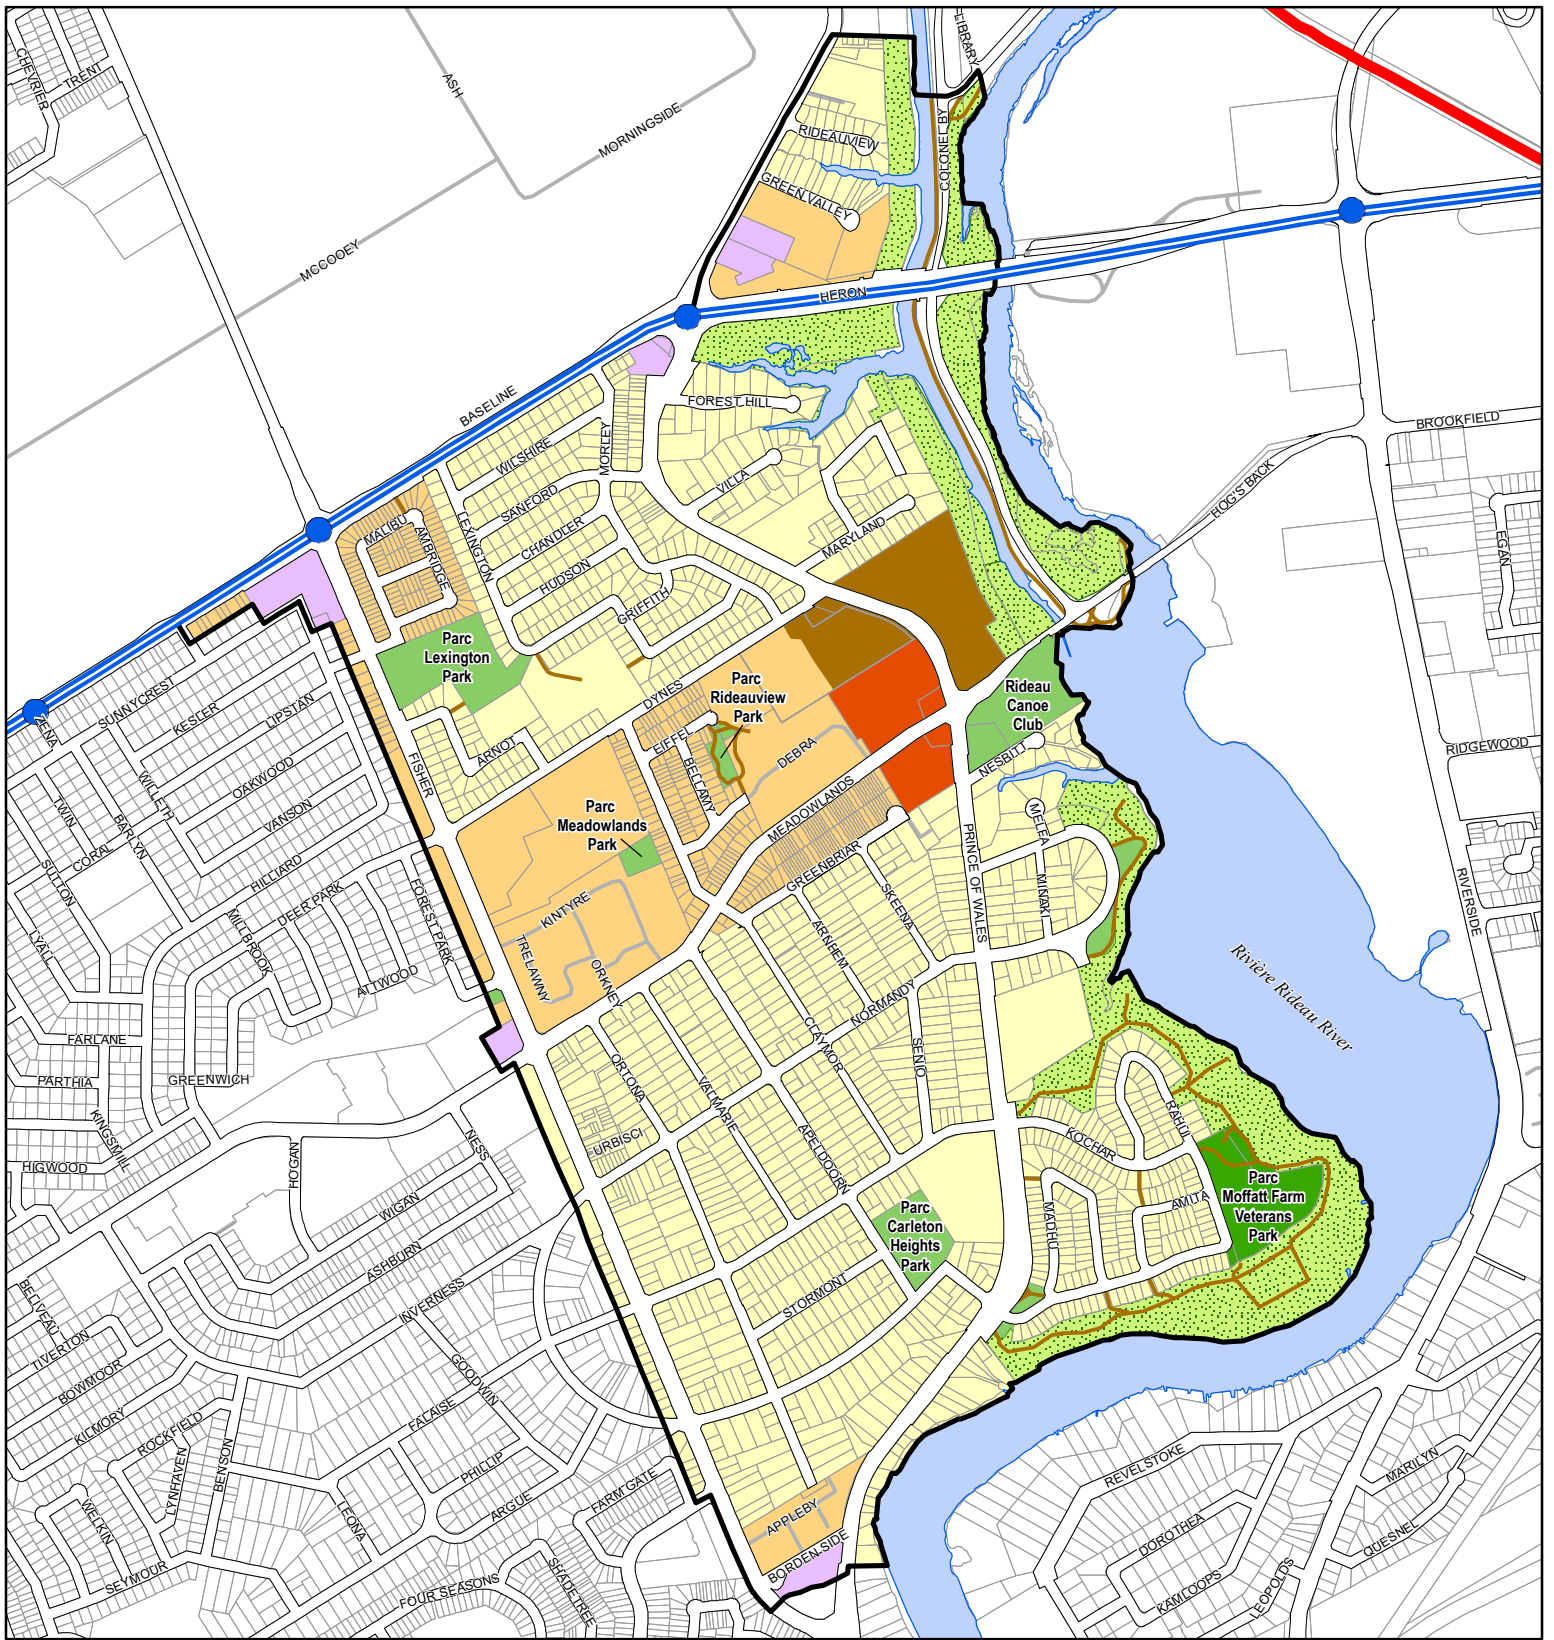 LIBRARY
CHEVRIER
TRENT
ASH
MORNINGSIDE
COLONEL BY
RIDEAUVIEW
GREEN VALLEY
MCCOOEY
HERON
BASELINE
FOREST HILL
BROOKFIELD
WILSHIRE
MORLEY
VILLA
HOG'S BACK
SANFORD
MALIBU
AMBRIDGE
LEXINGTON
CHANDLER
MARYLAND
EGAN
HUDSON
GRIFFITH
Parc
Lexington
Park
Parc
Rideauview
Park
Rideau
Canoe
Club
DYNES
SUNNYCREST
KESLER
LIPSTAN
ZENA
EIFFEL
DEBRA
BELLAMY
NESBITT
RIDGEWOOD
ARNOT
FISHER
WILLETH
OAKWOOD
VANSON
TWIN
BARLYN
CORAL
Parc
Meadowlands
Park
MEADOWLANDS
MELEA
PRINCE OF WALES
GREENBRIAR
SUTTON
HILLIARD
DEER PARK
FOREST PARK
SKEENA
MINAKI
RIVERSIDE
KINTYRE
MILLBROOK
LYALL
ARNHEM
TRELAWNY
ORKNEY
ATTWOOD
NORMANDY
Rivière Rideau River
FARLANE
CLAYMOR
SENIO
PARTHIA
GREENWICH
ORTONA
VALMARIE
RAHUL
KINGSMILL
URBISCI
APELDOORN
KOCHAR
NESS
HOGAN
HIGWOOD
WIGAN
Parc
Moffatt Farm
Veterans
Park
AMITA
MADHU
Parc
Carleton
Heights
Park
ASHBURN
BELIVEAU
INVERNESS
STORMONT
TIVERTON
BOWMOOR
GOODWIN
FALAISE
KILMORY
ROCKFIELD
BENSON
LYNHAVEN
PHILLIP
FARM GATE
ARGUE
LEONA
WELKIN
REVELSTOKE
MARILYN
APPLEBY
BORDEN SIDE
DOROTHEA
QUESNEL
SEYMOUR
FOUR SEASONS
SHADETREE
KAMLOOPS
LEOPOLDS